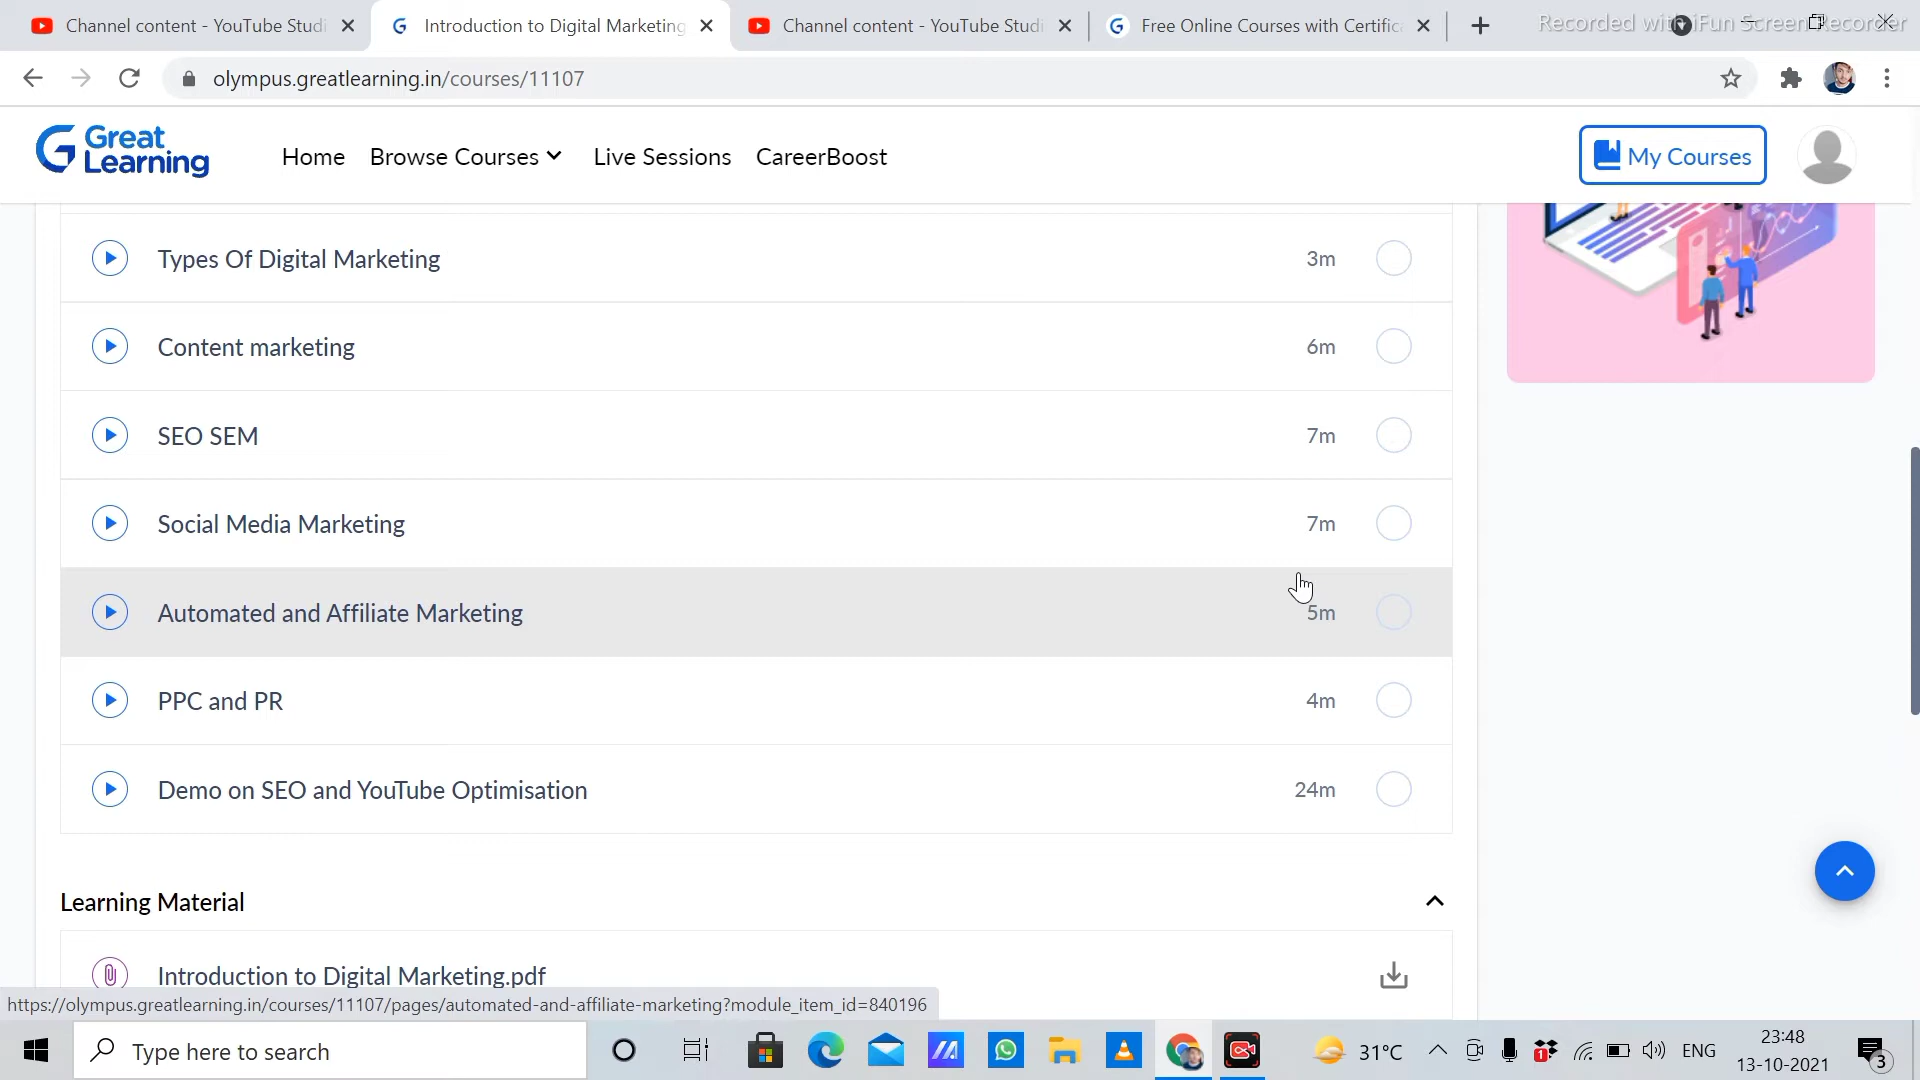 Channel content - YouTube Studi
Introduction to Digital Marketing
Channel content - YouTube Studi
Free Online Courses with Certifica
Recorded with iFun Screen Recorder
olympus.greatlearning.in/courses/11107
Great
Learning
Home
Browse Courses
Live Sessions
CareerBoost
My Courses
Types Of Digital Marketing
3m
Content marketing
6m
SEO SEM
7m
Social Media Marketing
7m
Automated and Affiliate Marketing
5m
PPC and PR
4m
Demo on SEO and YouTube Optimisation
24m
Learning Material
Introduction to Digital Marketing.pdf
https://olympus.greatlearning.in/courses/11107/pages/automated-and-affiliate-marketing?module_item_id=840196
Type here to search
1
31°C
ENG
23:48
13-10-2021
3